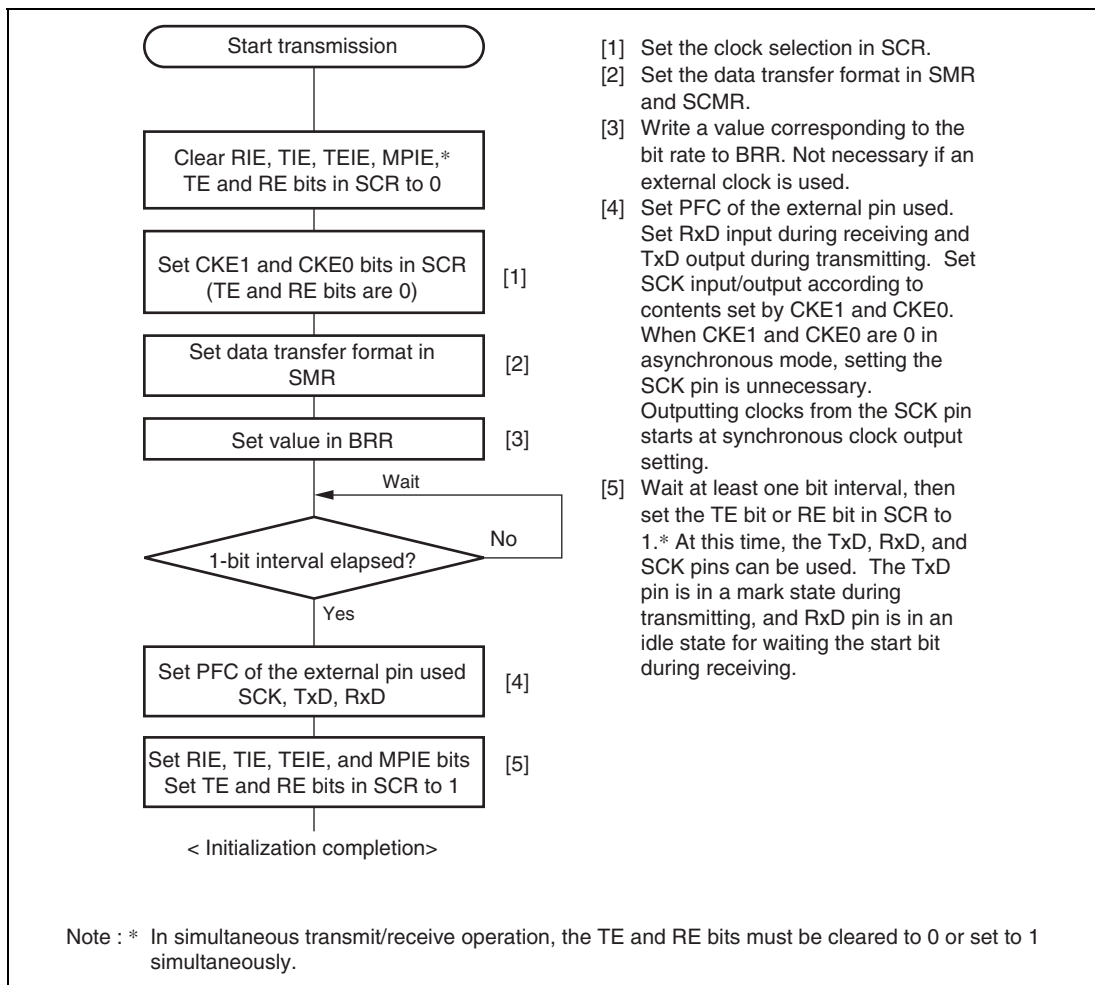 Start transmission
Clear RIE, TIE, TEIE, MPIE,*
TE and RE bits in SCR to 0
Set CKE1 and CKE0 bits in SCR
(TE and RE bits are 0)
[1]
Set data transfer format in
SMR
[2]
Set value in BRR
[3]
Wait
1-bit interval elapsed?
No
Yes
Set PFC of the external pin used
SCK, TxD, RxD
[4]
Set RIE, TIE, TEIE, and MPIE bits
Set TE and RE bits in SCR to 1
[5]
< Initialization completion>
[1] Set the clock selection in SCR.
[2] Set the data transfer format in SMR
and SCMR.
[3] Write a value corresponding to the
bit rate to BRR. Not necessary if an
external clock is used.
[4] Set PFC of the external pin used.
Set RxD input during receiving and
TxD output during transmitting. Set
SCK input/output according to
contents set by CKE1 and CKE0.
When CKE1 and CKE0 are 0 in
asynchronous mode, setting the
SCK pin is unnecessary.
Outputting clocks from the SCK pin
starts at synchronous clock output
setting.
[5] Wait at least one bit interval, then
set the TE bit or RE bit in SCR to
1.* At this time, the TxD, RxD, and
SCK pins can be used. The TxD
pin is in a mark state during
transmitting, and RxD pin is in an
idle state for waiting the start bit
during receiving.
Note : * In simultaneous transmit/receive operation, the TE and RE bits must be cleared to 0 or set to 1
simultaneously.